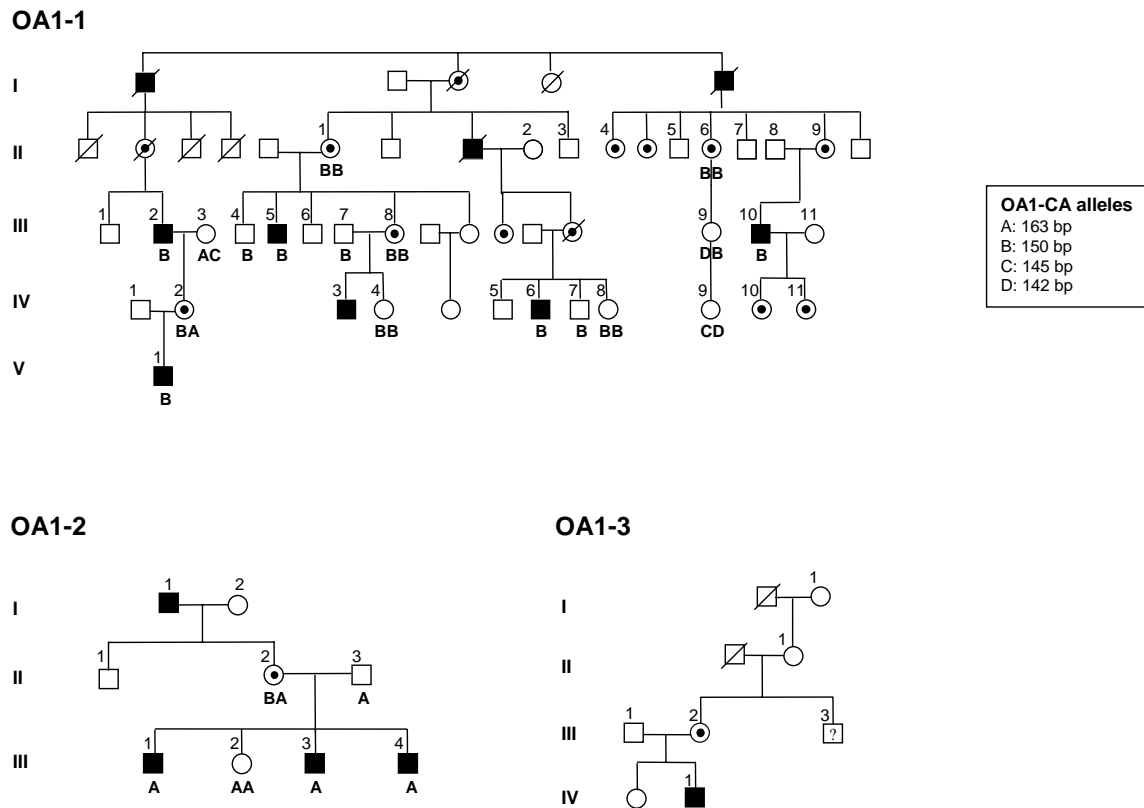 OA1-1
I
II
1
2
3
4
5
6
7
8
9
BB
BB
III
1
2
3
4
5
6
7
8
9
10
11
B
AC
B
B
B
BB
DB
B
IV
1
2
3
4
5
6
7
8
9
10
11
BA
BB
B
B
BB
CD
V
1
B
OA1-CA alleles
A: 163 bp
B: 150 bp
C: 145 bp
D: 142 bp
OA1-2
I
1
2
II
1
2
3
BA
A
III
1
2
3
4
A
AA
A
A
OA1-3
I
1
II
1
III
1
2
3
?
IV
1